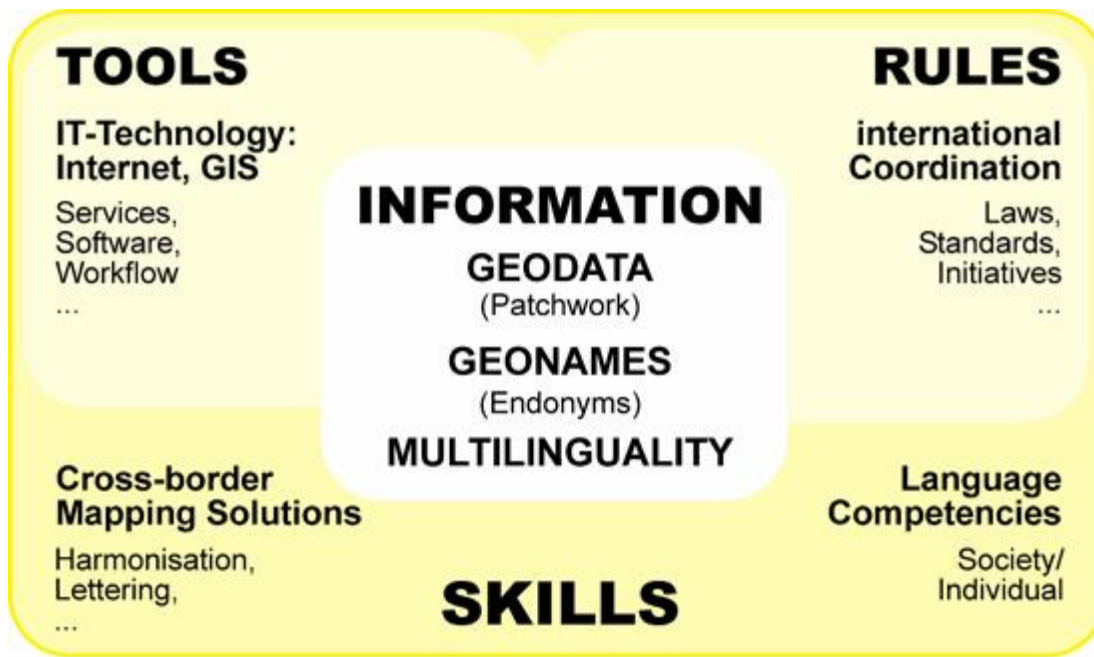 TOOLS
IT-Technology:
Internet, GIS
Services,
Software,
Workflow
...
RULES
international
Coordination
Laws,
Standards,
Initiatives
...
INFORMATION
GEODATA
(Patchwork)
GEONAMES
(Endonyms)
MULTILINGUALITY
Cross-border
Mapping Solutions
Harmonisation,
Lettering,
...
SKILLS
Language
Competencies
Society/
Individual